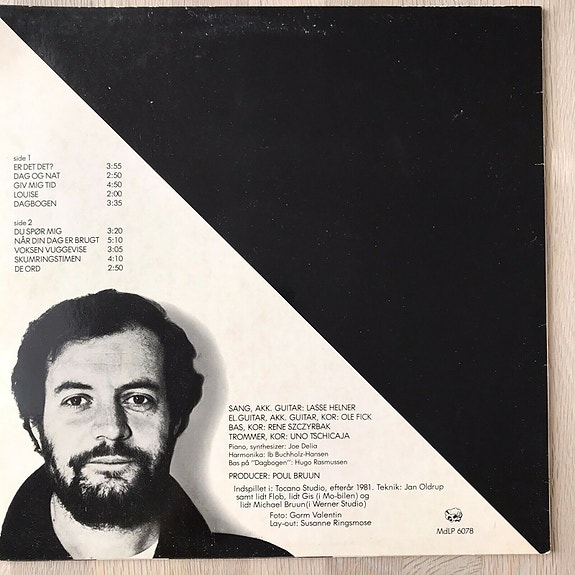 side 1
ER DET DET? 3:55
DAG OG NAT 2:50
GIV MIG TID 4:50
LOUISE 2:00
DAGBOGEN 3:35
side 2
DU SPØR MIG 3:20
NÅR DIN DAG ER BRUGT 5:10
VOKSEN VUGGEVISE 3:05
SKUMRINGSTIMEN 4:10
DE ORD 2:50
SANG, AKK. GUITAR: LASSE HELNER
EL.GUITAR, AKK. GUITAR, KOR: OLE FICK
BAS, KOR: RENE SZCZYRBAK
TROMMER, KOR: UNO TSCHICAJA
Piano, synthesizer: Joe Delia
Harmonika: Ib Buchholz-Hansen
Bas på "Dagbogen": Hugo Rasmussen
PRODUCER: POUL BRUUN
Indspillet i: Tocano Studio, efterår 1981. Teknik: Jan Oldrup
samt lidt Flob, lidt Gis (i Mo-bilen) og
lidt Michael Bruun (i Werner Studio)
Foto: Gorm Valentin
Lay-out: Susanne Ringsmose
MdLP 6078